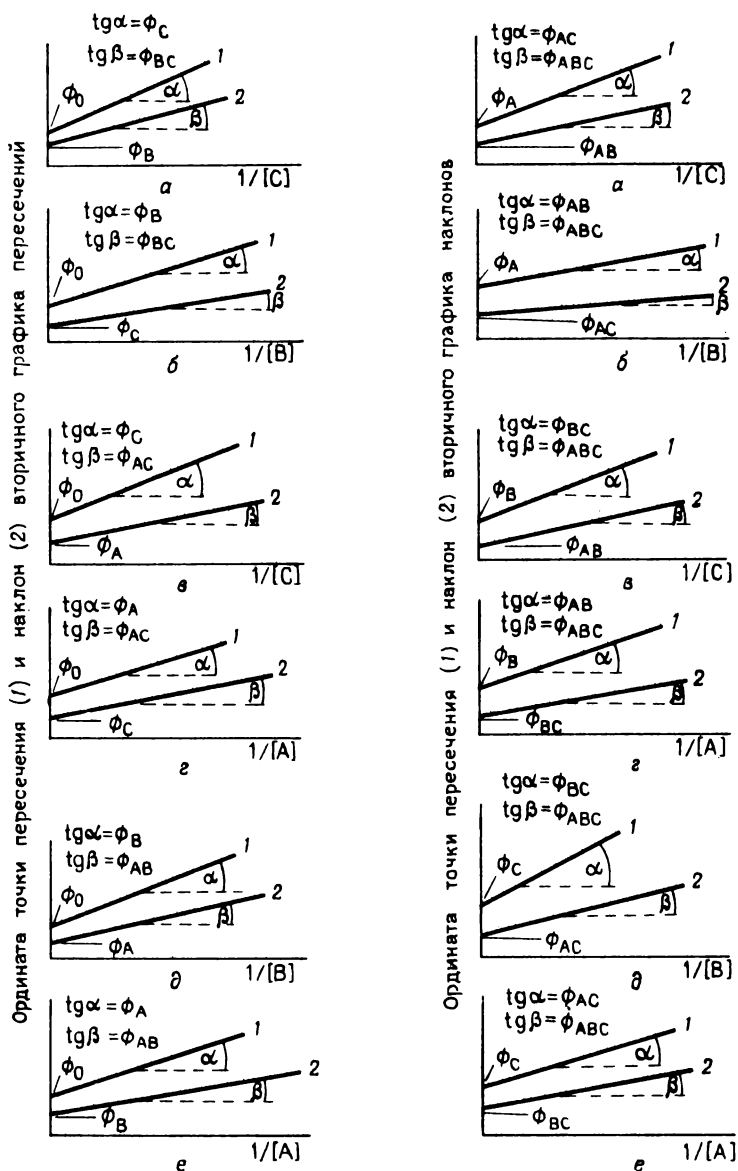 Ордината точки пересечения (1) и наклон (2) вторичного графика пересечений
tgα=ϕC
tgβ=ϕBC
1
2
ϕ0
α
β
ϕB
а
1/[C]
tgα=ϕB
tgβ=ϕBC
1
2
ϕ0
α
β
ϕC
б
1/[B]
tgα=ϕC
tgβ=ϕAC
1
2
ϕ0
α
β
ϕA
в
1/[C]
tgα=ϕA
tgβ=ϕAC
1
2
ϕ0
α
β
ϕC
г
1/[A]
tgα=ϕB
tgβ=ϕAB
1
2
ϕ0
α
β
ϕA
д
1/[B]
tgα=ϕA
tgβ=ϕAB
1
2
ϕ0
α
β
ϕB
е
1/[A]
Ордината точки пересечения (1) и наклон (2) вторичного графика наклонов
tgα=ϕAC
tgβ=ϕABC
1
2
ϕA
α
β
ϕAB
а
1/[C]
tgα=ϕAB
tgβ=ϕABC
1
2
ϕA
α
β
ϕAC
б
1/[B]
tgα=ϕBC
tgβ=ϕABC
1
2
ϕB
α
β
ϕAB
в
1/[C]
tgα=ϕAB
tgβ=ϕABC
1
2
ϕB
α
β
ϕBC
г
1/[A]
tgα=ϕBC
tgβ=ϕABC
1
2
ϕC
α
β
ϕAC
д
1/[B]
tgα=ϕAC
tgβ=ϕABC
1
2
ϕC
α
β
ϕBC
е
1/[A]